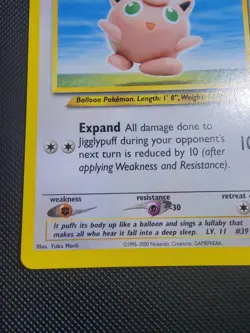 Balloon Pokémon. Length: 1' 8", Weight: 12
Expand All damage done to
Jigglypuff during your opponent's
next turn is reduced by 10 (after
applying Weakness and Resistance).
weakness resistance retreat
-30
It puffs its body up like a balloon and sings a lullaby that
makes all who hear it fall into a deep sleep. LV. 11 #39
Illus. Yuka Morii ©1995-2000 Nintendo, Creatures, GAMEFREAK.